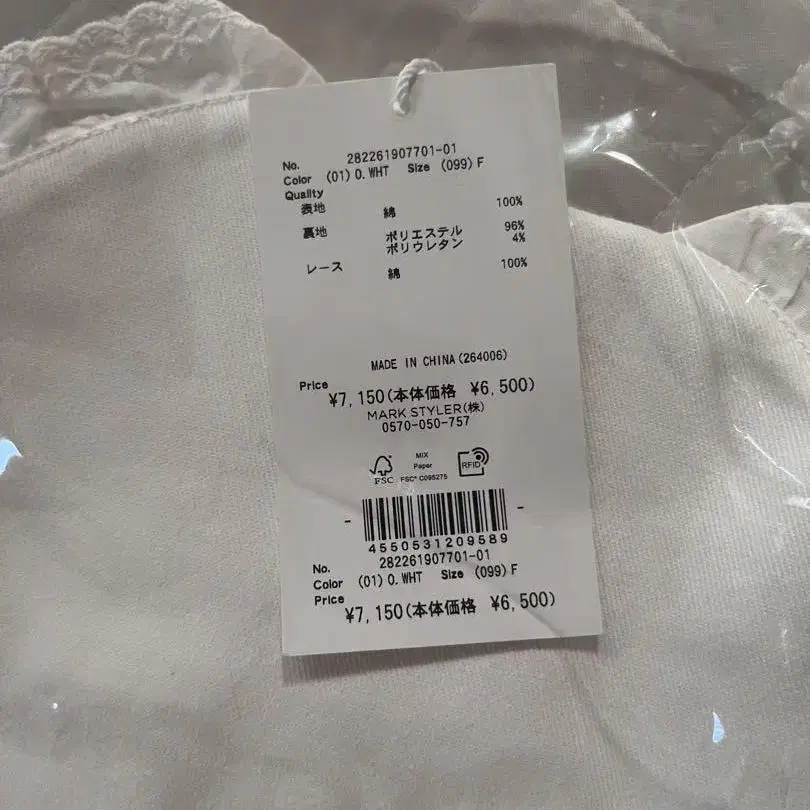 No. 282261907701-01
Color (01) O.WHT Size (099) F
Quality
表地 綿 100%
裏地 ポリエステル 96%
ポリウレタン 4%
レース 綿 100%
MADE IN CHINA(264006)
Price ¥7,150(本体価格 ¥6,500)
MARK STYLER(株)
0570-050-757
FSC MIX Paper FSC® C095275 RFID
4550531209589
No. 282261907701-01
Color (01) O.WHT Size (099) F
Price ¥7,150(本体価格 ¥6,500)